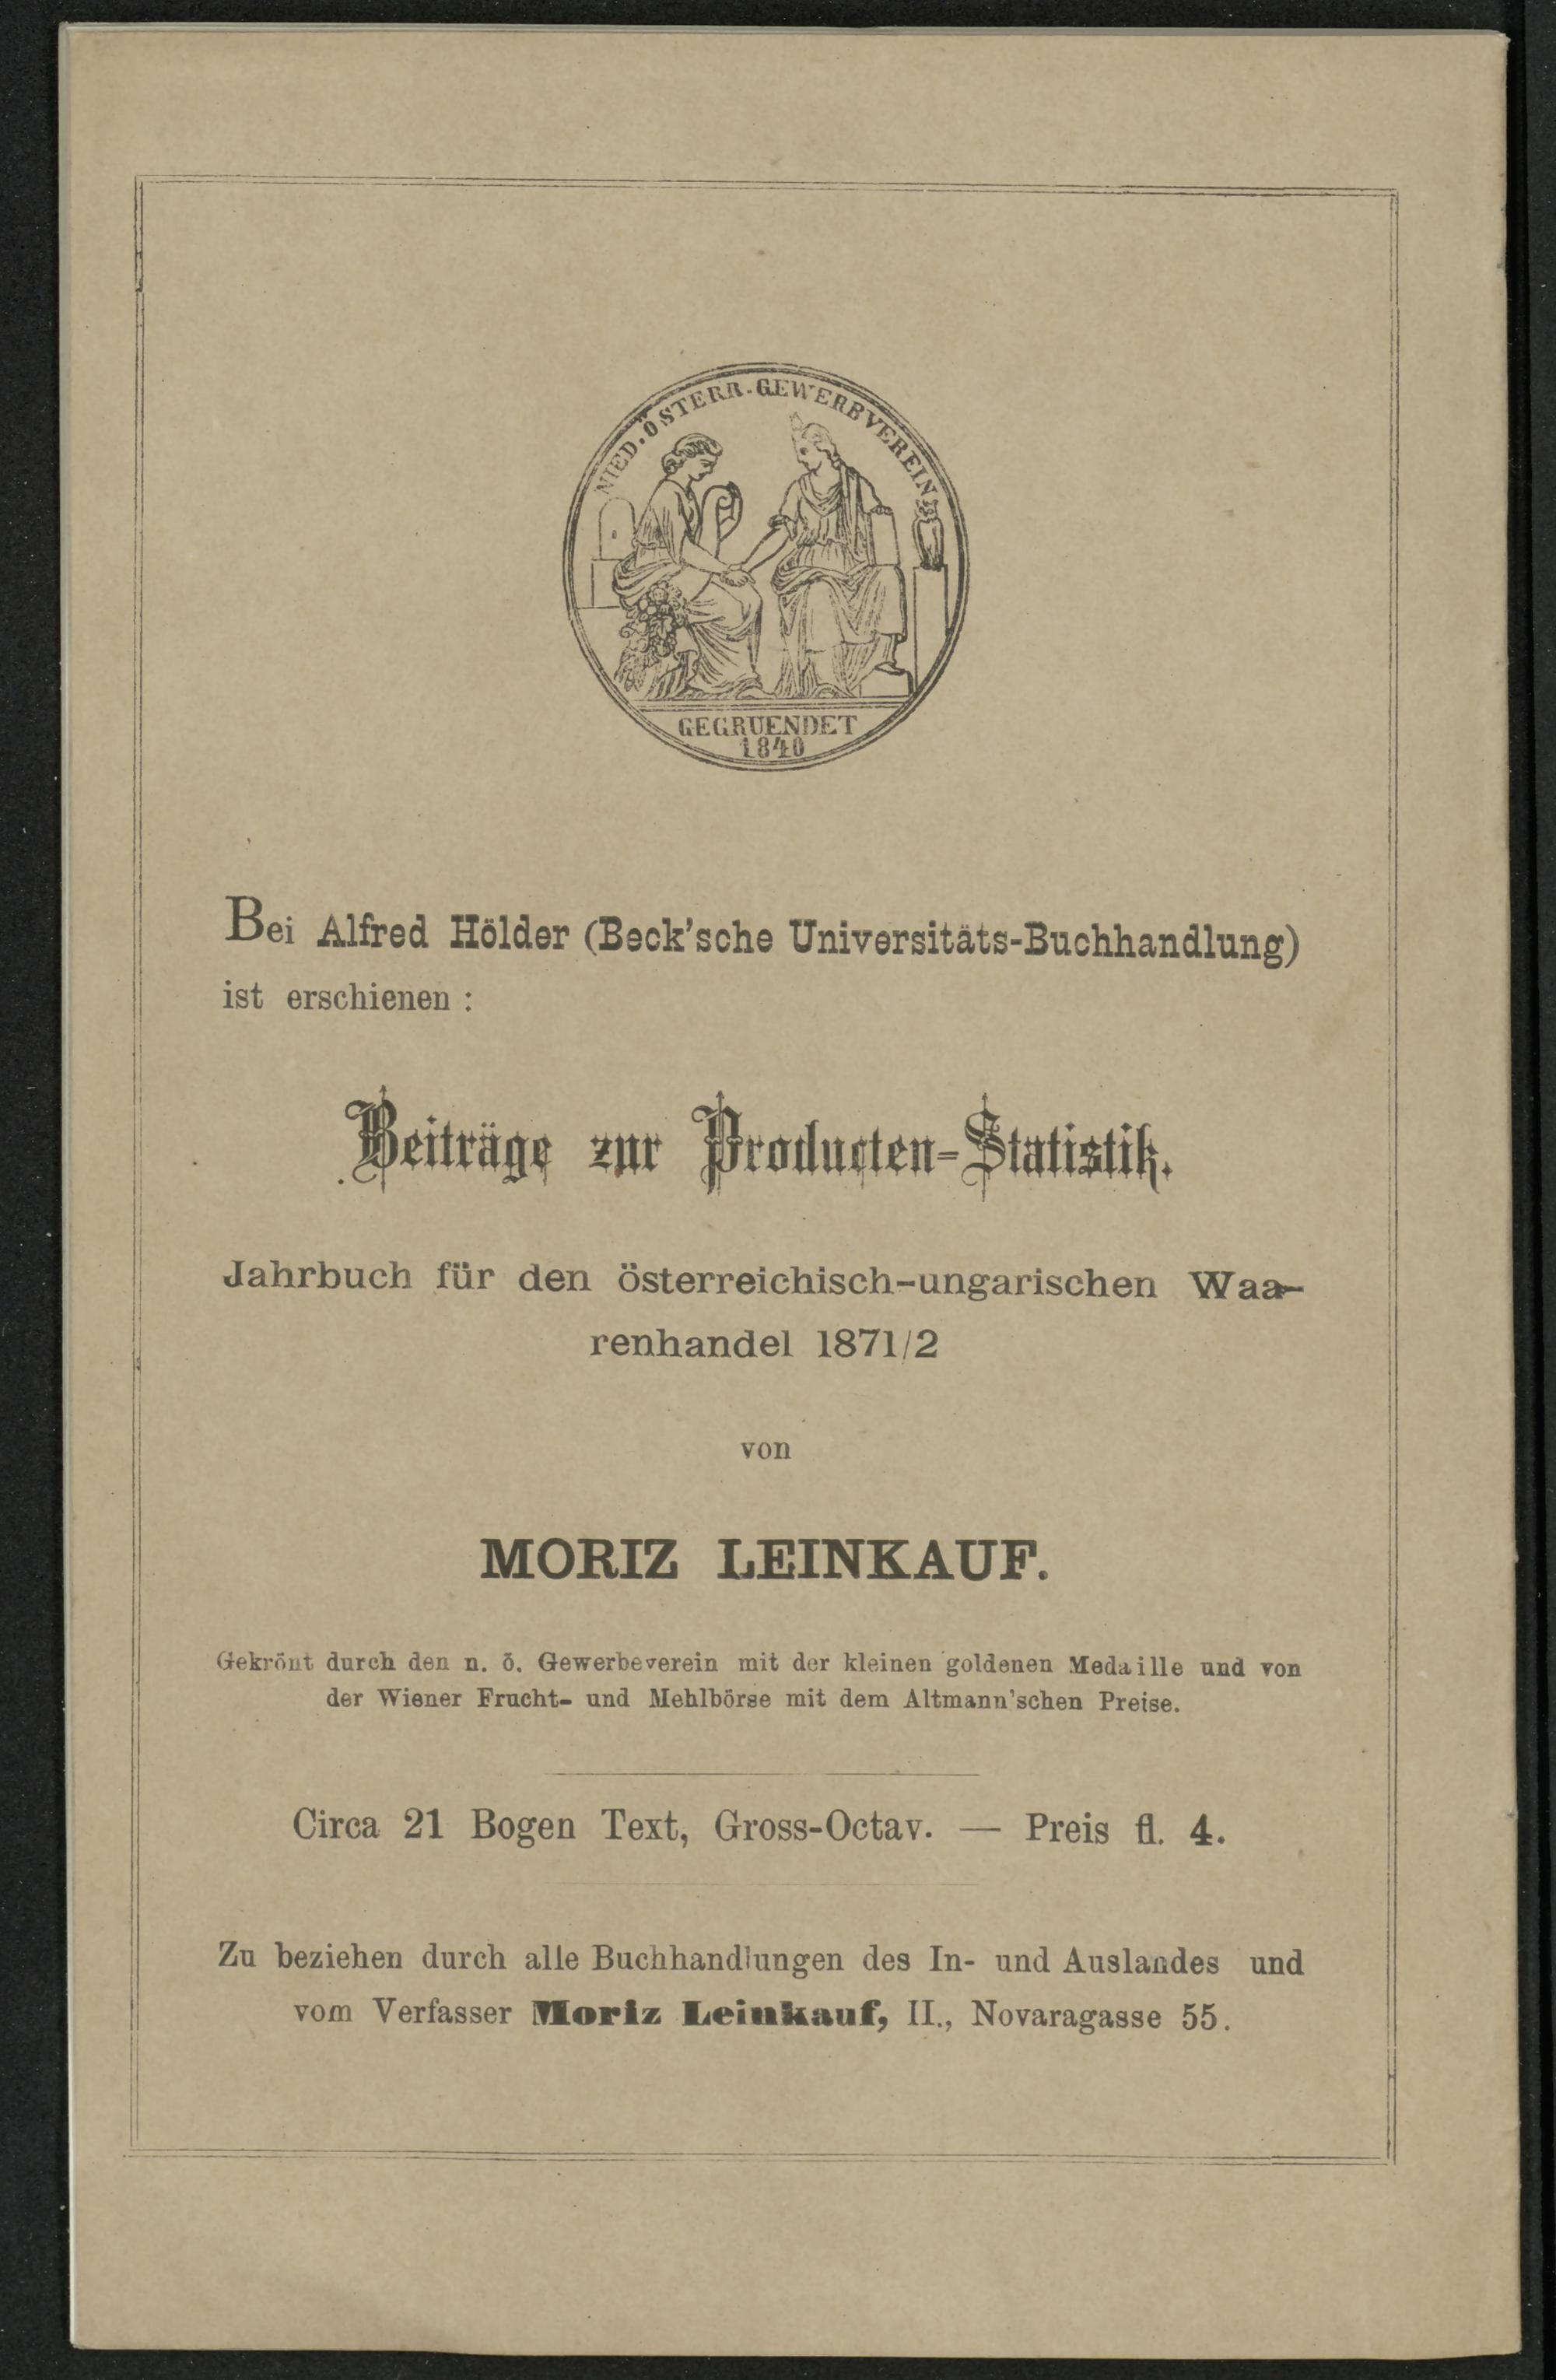 NIED. ÖSTERR. GEWERBVEREIN
GEGRUENDET
1840
Bei Alfred Hölder (Beck'sche Universitäts-Buchhandlung)
ist erschienen :
Beiträge zur Producten-Statistik.
Jahrbuch für den österreichisch-ungarischen Waa-
renhandel 1871/2
von
MORIZ LEINKAUF.
Gekrönt durch den n. ö. Gewerbeverein mit der kleinen goldenen Medaille und von
der Wiener Frucht- und Mehlbörse mit dem Altmann'schen Preise.
Circa 21 Bogen Text, Gross-Octav. — Preis fl. 4.
Zu beziehen durch alle Buchhandlungen des In- und Auslandes und
vom Verfasser Moriz Leinkauf, II., Novaragasse 55.